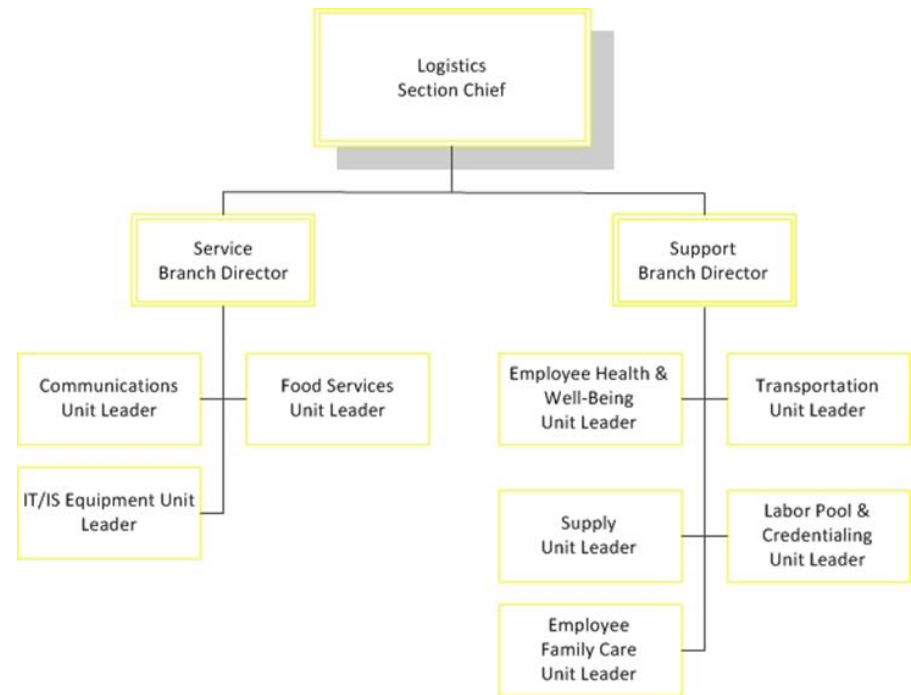 Logistics
Section Chief
Service
Branch Director
Support
Branch Director
Communications
Unit Leader
Food Services
Unit Leader
IT/IS Equipment Unit
Leader
Employee Health &
Well-Being
Unit Leader
Transportation
Unit Leader
Supply
Unit Leader
Labor Pool &
Credentialing
Unit Leader
Employee
Family Care
Unit Leader